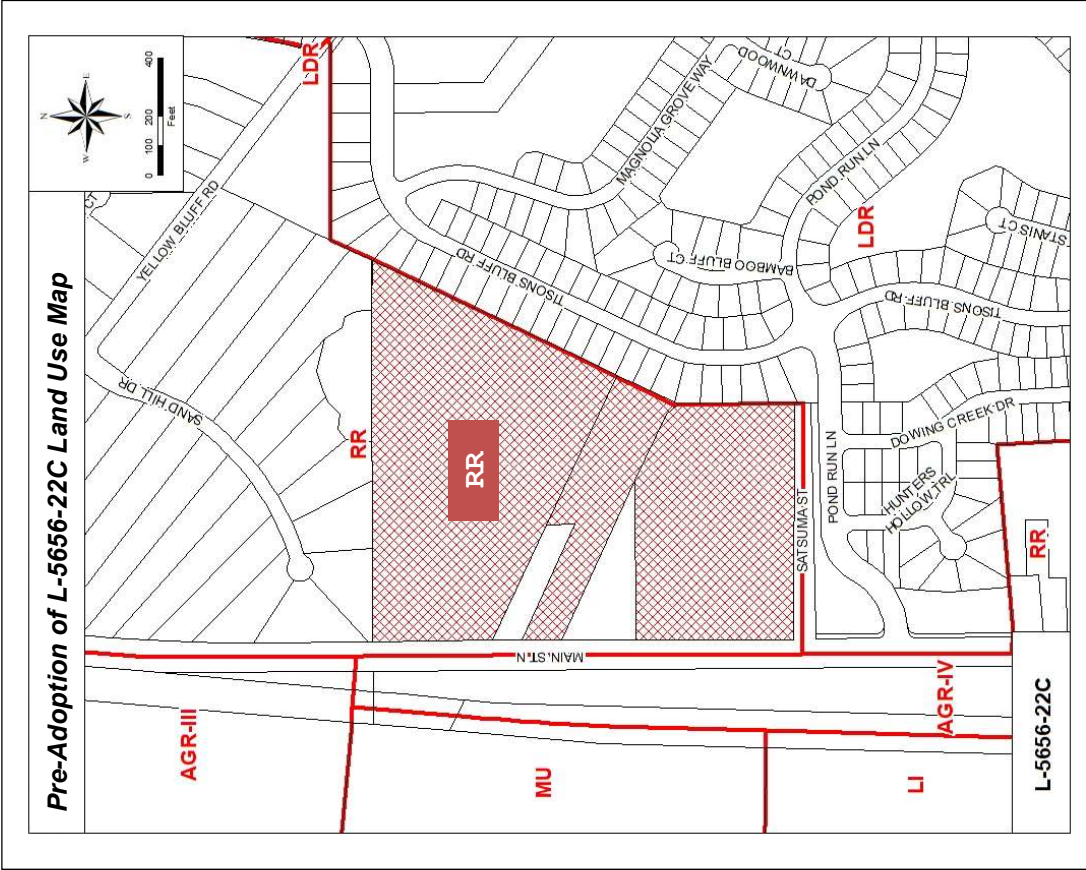 Pre-Adoption of L-5656-22C Land Use Map
N
W
E
S
0 100 200 400
Feet
CT
YELLOW BLUFF RD
SAND HILL DR
LDR
AGR-III
RR
RR
TISONS BLUFF RD
MAGNOLIA GROVE WAY
DAWNWOOD
CT
POND RUN LN
BAMBOO BLUFF CT
LDR
STANIS CT
TISONS BLUFF RD
MAIN ST N
MU
SATSUMA ST
POND RUN LN
DOWING CREEK DR
HUNTERS
HOLLOW TRL
RR
AGR-IV
LI
L-5656-22C